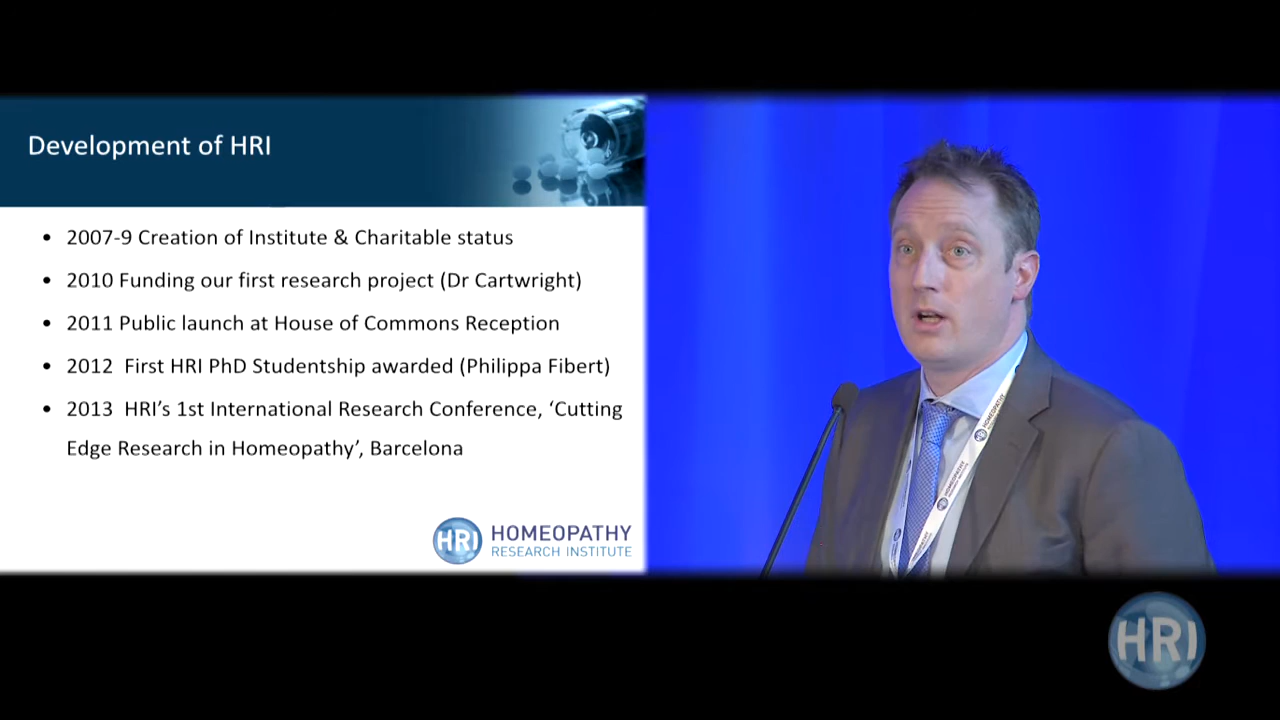 Development of HRI
• 2007-9 Creation of Institute & Charitable status
• 2010 Funding our first research project (Dr Cartwright)
• 2011 Public launch at House of Commons Reception
• 2012  First HRI PhD Studentship awarded (Philippa Fibert)
• 2013  HRI’s 1st International Research Conference, ‘Cutting
Edge Research in Homeopathy’, Barcelona
HRI HOMEOPATHY
RESEARCH INSTITUTE
HOMEOPATHY
HOMEOPATHY
HRI